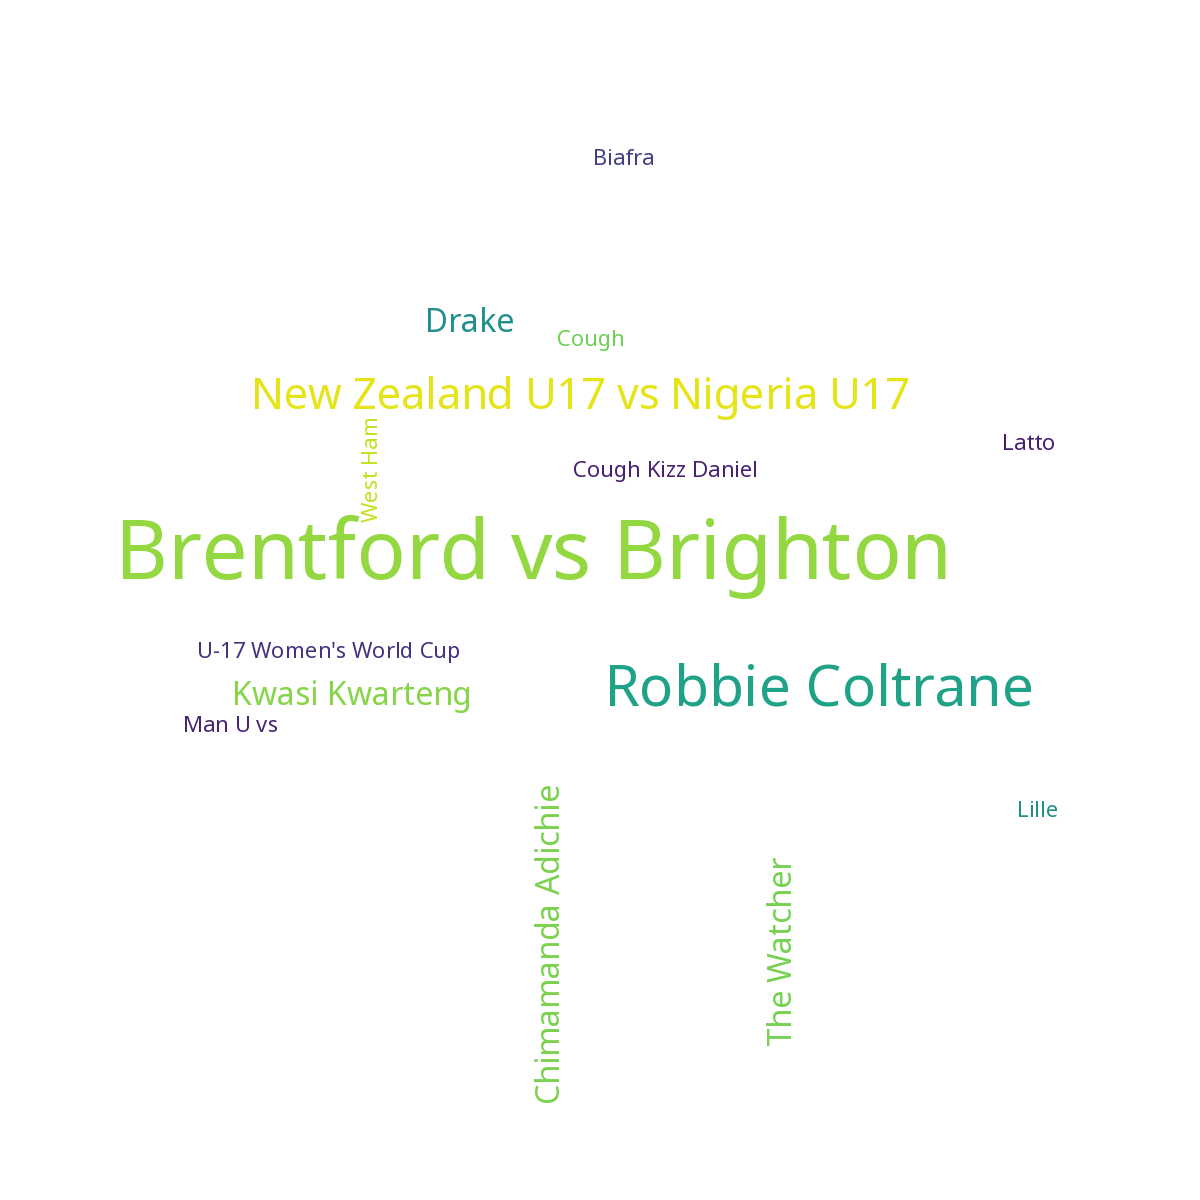 Biafra
Drake
Cough
New Zealand U17 vs Nigeria U17
West Ham
Latto
Cough Kizz Daniel
Brentford vs Brighton
U-17 Women's World Cup
Kwasi Kwarteng
Robbie Coltrane
Man U vs
Chimamanda Adichie
Lille
The Watcher